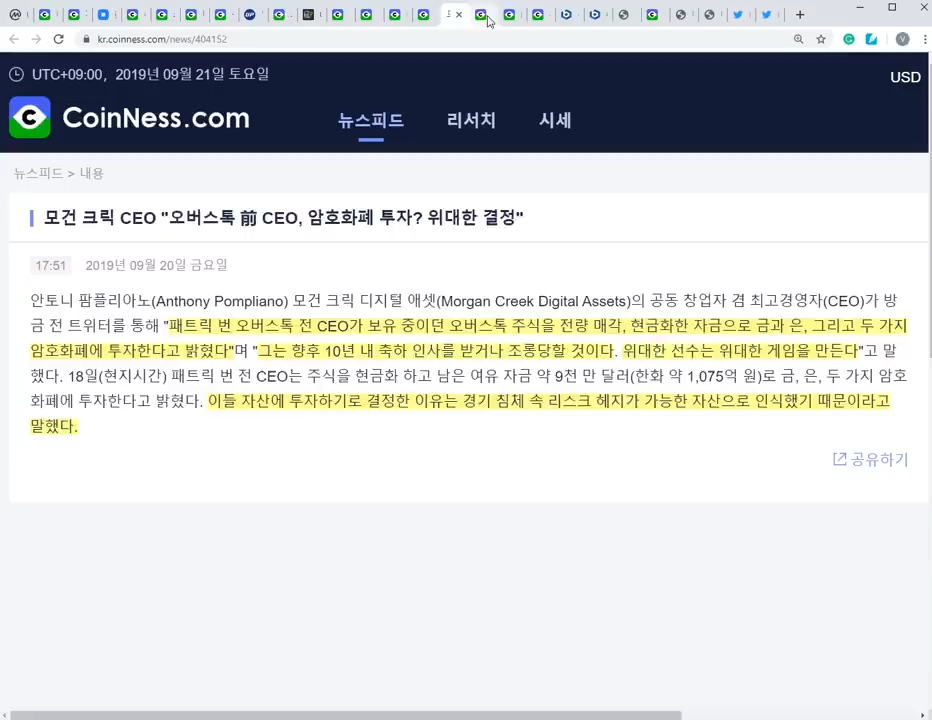 kr.coinness.com/news/404152
UTC+09:00, 2019년 09월 21일 토요일
USD
CoinNess.com
뉴스피드 리서치 시세
뉴스피드 > 내용
모건 크릭 CEO "오버스톡 前 CEO, 암호화폐 투자? 위대한 결정"
17:51 2019년 09월 20일 금요일
안토니 팜플리아노(Anthony Pompliano) 모건 크릭 디지털 애셋(Morgan Creek Digital Assets)의 공동 창업자 겸 최고경영자(CEO)가 방
금 전 트위터를 통해 "패트릭 번 오버스톡 전 CEO가 보유 중이던 오버스톡 주식을 전량 매각, 현금화한 자금으로 금과 은, 그리고 두 가지
암호화폐에 투자한다고 밝혔다"며 "그는 향후 10년 내 축하 인사를 받거나 조롱당할 것이다. 위대한 선수는 위대한 게임을 만든다"고 말
했다. 18일(현지시간) 패트릭 번 전 CEO는 주식을 현금화 하고 남은 여유 자금 약 9천 만 달러(한화 약 1,075억 원)로 금, 은, 두 가지 암호
화폐에 투자한다고 밝혔다. 이들 자산에 투자하기로 결정한 이유는 경기 침체 속 리스크 헤지가 가능한 자산으로 인식했기 때문이라고
말했다.
공유하기